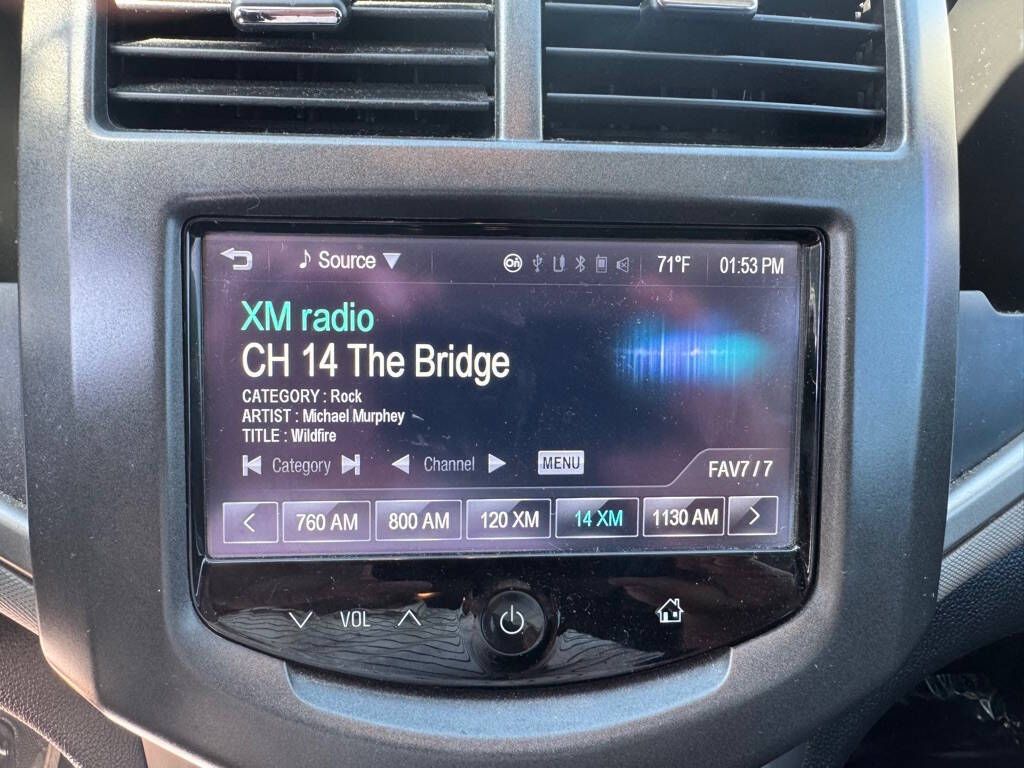 Source
On
71°F
01:53 PM
XM radio
CH 14 The Bridge
CATEGORY : Rock
ARTIST : Michael Murphey
TITLE : Wildfire
Category
Channel
MENU
FAV7 / 7
< 760 AM 800 AM 120 XM 14 XM 1130 AM >
VOL